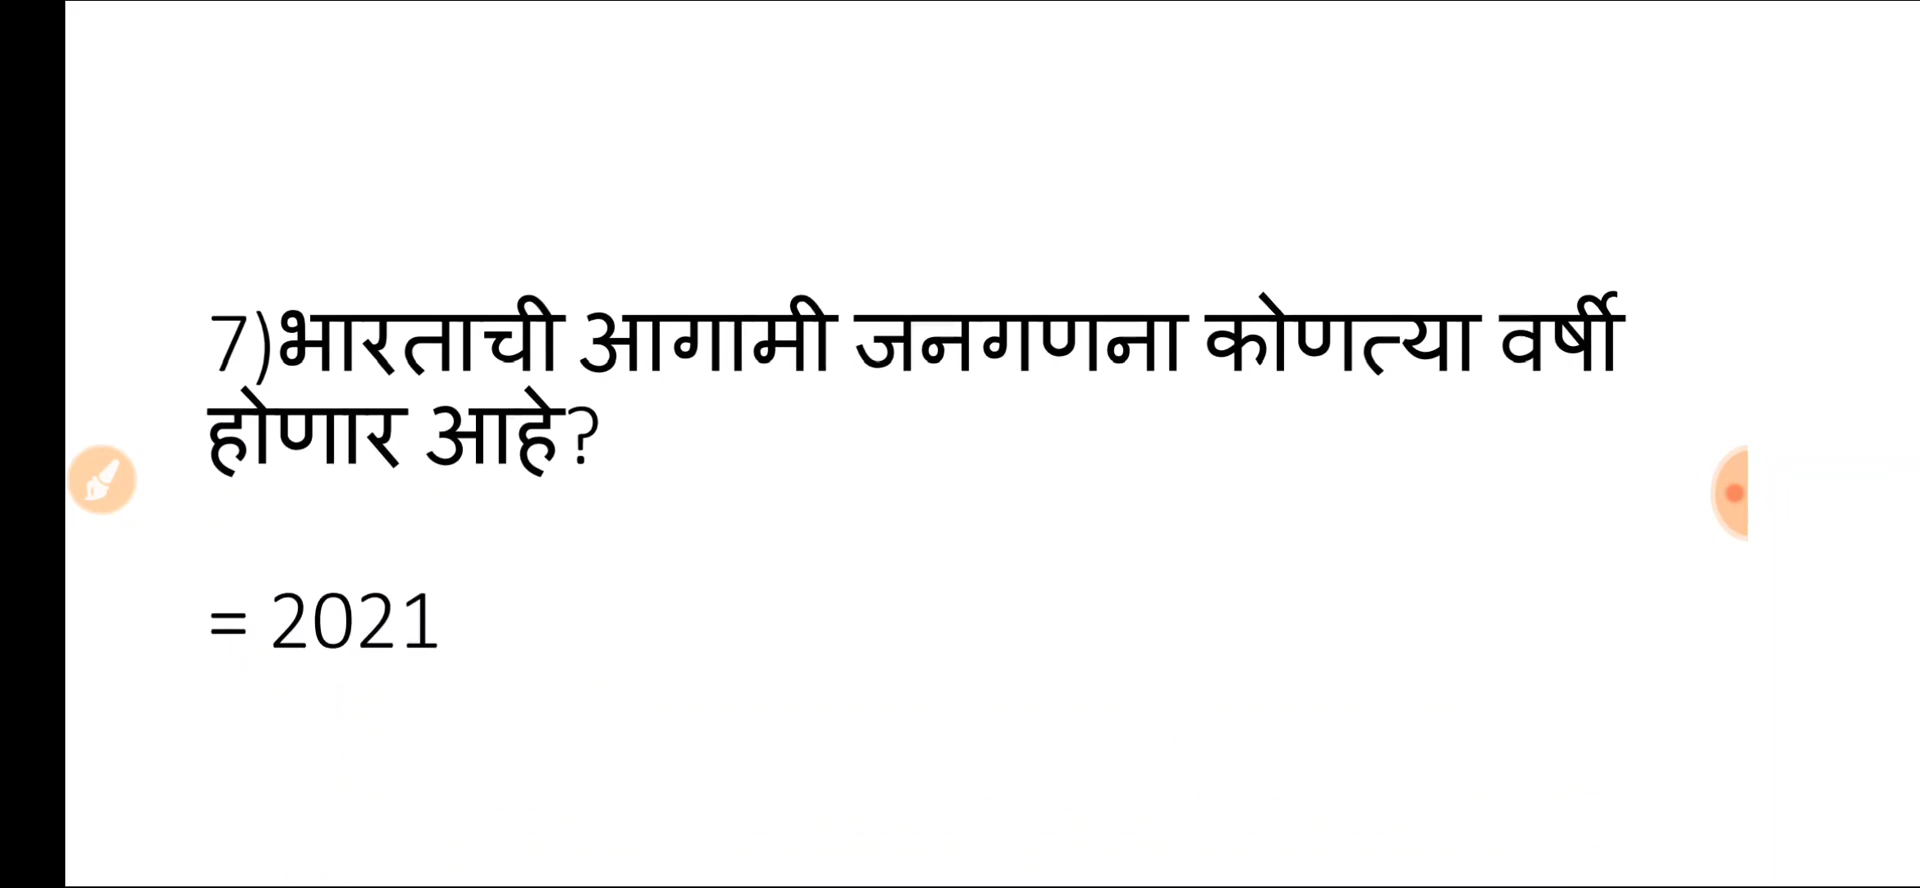 7)भारताची आगामी जनगणना कोणत्या वर्षी
होणार आहे?
= 2021